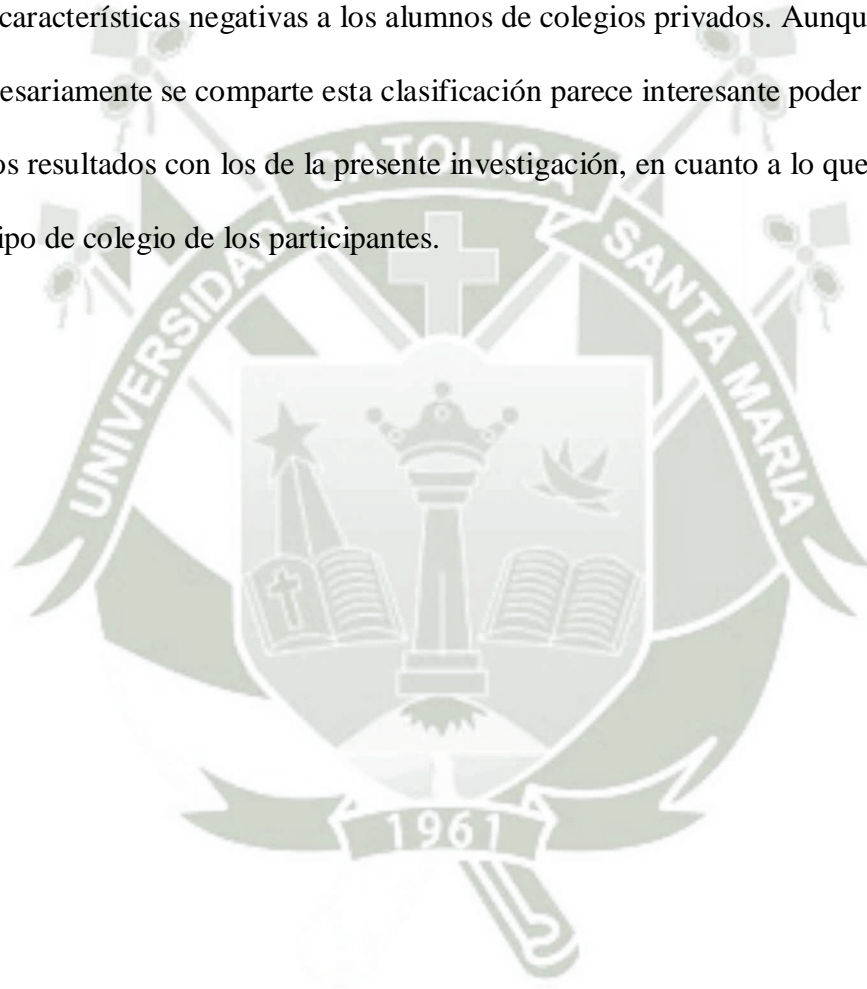 características negativas a los alumnos de colegios privados. Aunqu
esariamente se comparte esta clasificación parece interesante poder
os resultados con los de la presente investigación, en cuanto a lo que
ipo de colegio de los participantes.
UNIVERSIDAD CATOLICA SANTA MARIA
1961